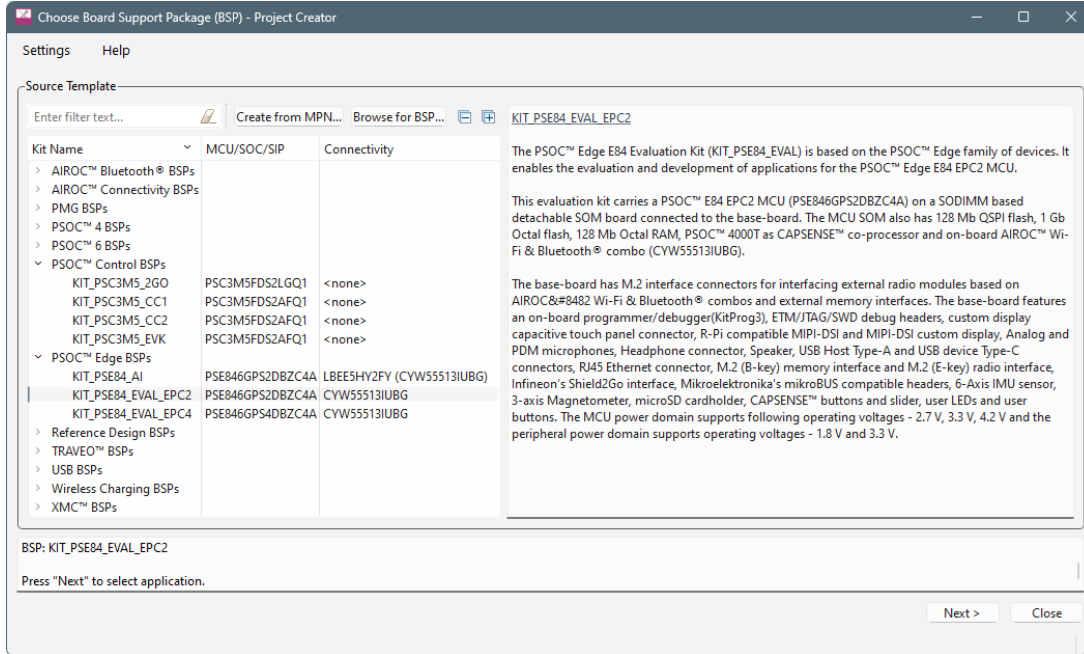 Choose Board Support Package (BSP) - Project Creator
Settings Help
Source Template
Enter filter text... Create from MPN... Browse for BSP...
Kit Name MCU/SOC/SIP Connectivity
AIROC™ Bluetooth® BSPs
AIROC™ Connectivity BSPs
PMG BSPs
PSOC™ 4 BSPs
PSOC™ 6 BSPs
PSOC™ Control BSPs
KIT_PSC3M5_2GO PSC3M5FDS2LGQ1 <none>
KIT_PSC3M5_CC1 PSC3M5FDS2AFQ1 <none>
KIT_PSC3M5_CC2 PSC3M5FDS2AFQ1 <none>
KIT_PSC3M5_EVK PSC3M5FDS2AFQ1 <none>
PSOC™ Edge BSPs
KIT_PSE84_AI PSE846GPS2DBZC4A LBEE5HY2FY (CYW55513IUBG)
KIT_PSE84_EVAL_EPC2 PSE846GPS2DBZC4A CYW55513IUBG
KIT_PSE84_EVAL_EPC4 PSE846GPS4DBZC4A CYW55513IUBG
Reference Design BSPs
TRAVEO™ BSPs
USB BSPs
Wireless Charging BSPs
XMC™ BSPs
KIT_PSE84_EVAL_EPC2
The PSOC™ Edge E84 Evaluation Kit (KIT_PSE84_EVAL) is based on the PSOC™ Edge family of devices. It
enables the evaluation and development of applications for the PSOC™ Edge E84 EPC2 MCU.
This evaluation kit carries a PSOC™ E84 EPC2 MCU (PSE846GPS2DBZC4A) on a SODIMM based
detachable SOM board connected to the base-board. The MCU SOM also has 128 Mb QSPI flash, 1 Gb
Octal flash, 128 Mb Octal RAM, PSOC™ 4000T as CAPSENSE™ co-processor and on-board AIROC™ Wi-
Fi & Bluetooth® combo (CYW55513IUBG).
The base-board has M.2 interface connectors for interfacing external radio modules based on
AIROC&#8482 Wi-Fi & Bluetooth® combos and external memory interfaces. The base-board features
an on-board programmer/debugger(KitProg3), ETM/JTAG/SWD debug headers, custom display
capacitive touch panel connector, R-Pi compatible MIPI-DSI and MIPI-DSI custom display, Analog and
PDM microphones, Headphone connector, Speaker, USB Host Type-A and USB device Type-C
connectors, RJ45 Ethernet connector, M.2 (B-key) memory interface and M.2 (E-key) radio interface,
Infineon's Shield2Go interface, Mikroelektronika's mikroBUS compatible headers, 6-Axis IMU sensor,
3-axis Magnetometer, microSD cardholder, CAPSENSE™ buttons and slider, user LEDs and user
buttons. The MCU power domain supports following operating voltages - 2.7 V, 3.3 V, 4.2 V and the
peripheral power domain supports operating voltages - 1.8 V and 3.3 V.
BSP: KIT_PSE84_EVAL_EPC2
Press "Next" to select application.
Next > Close